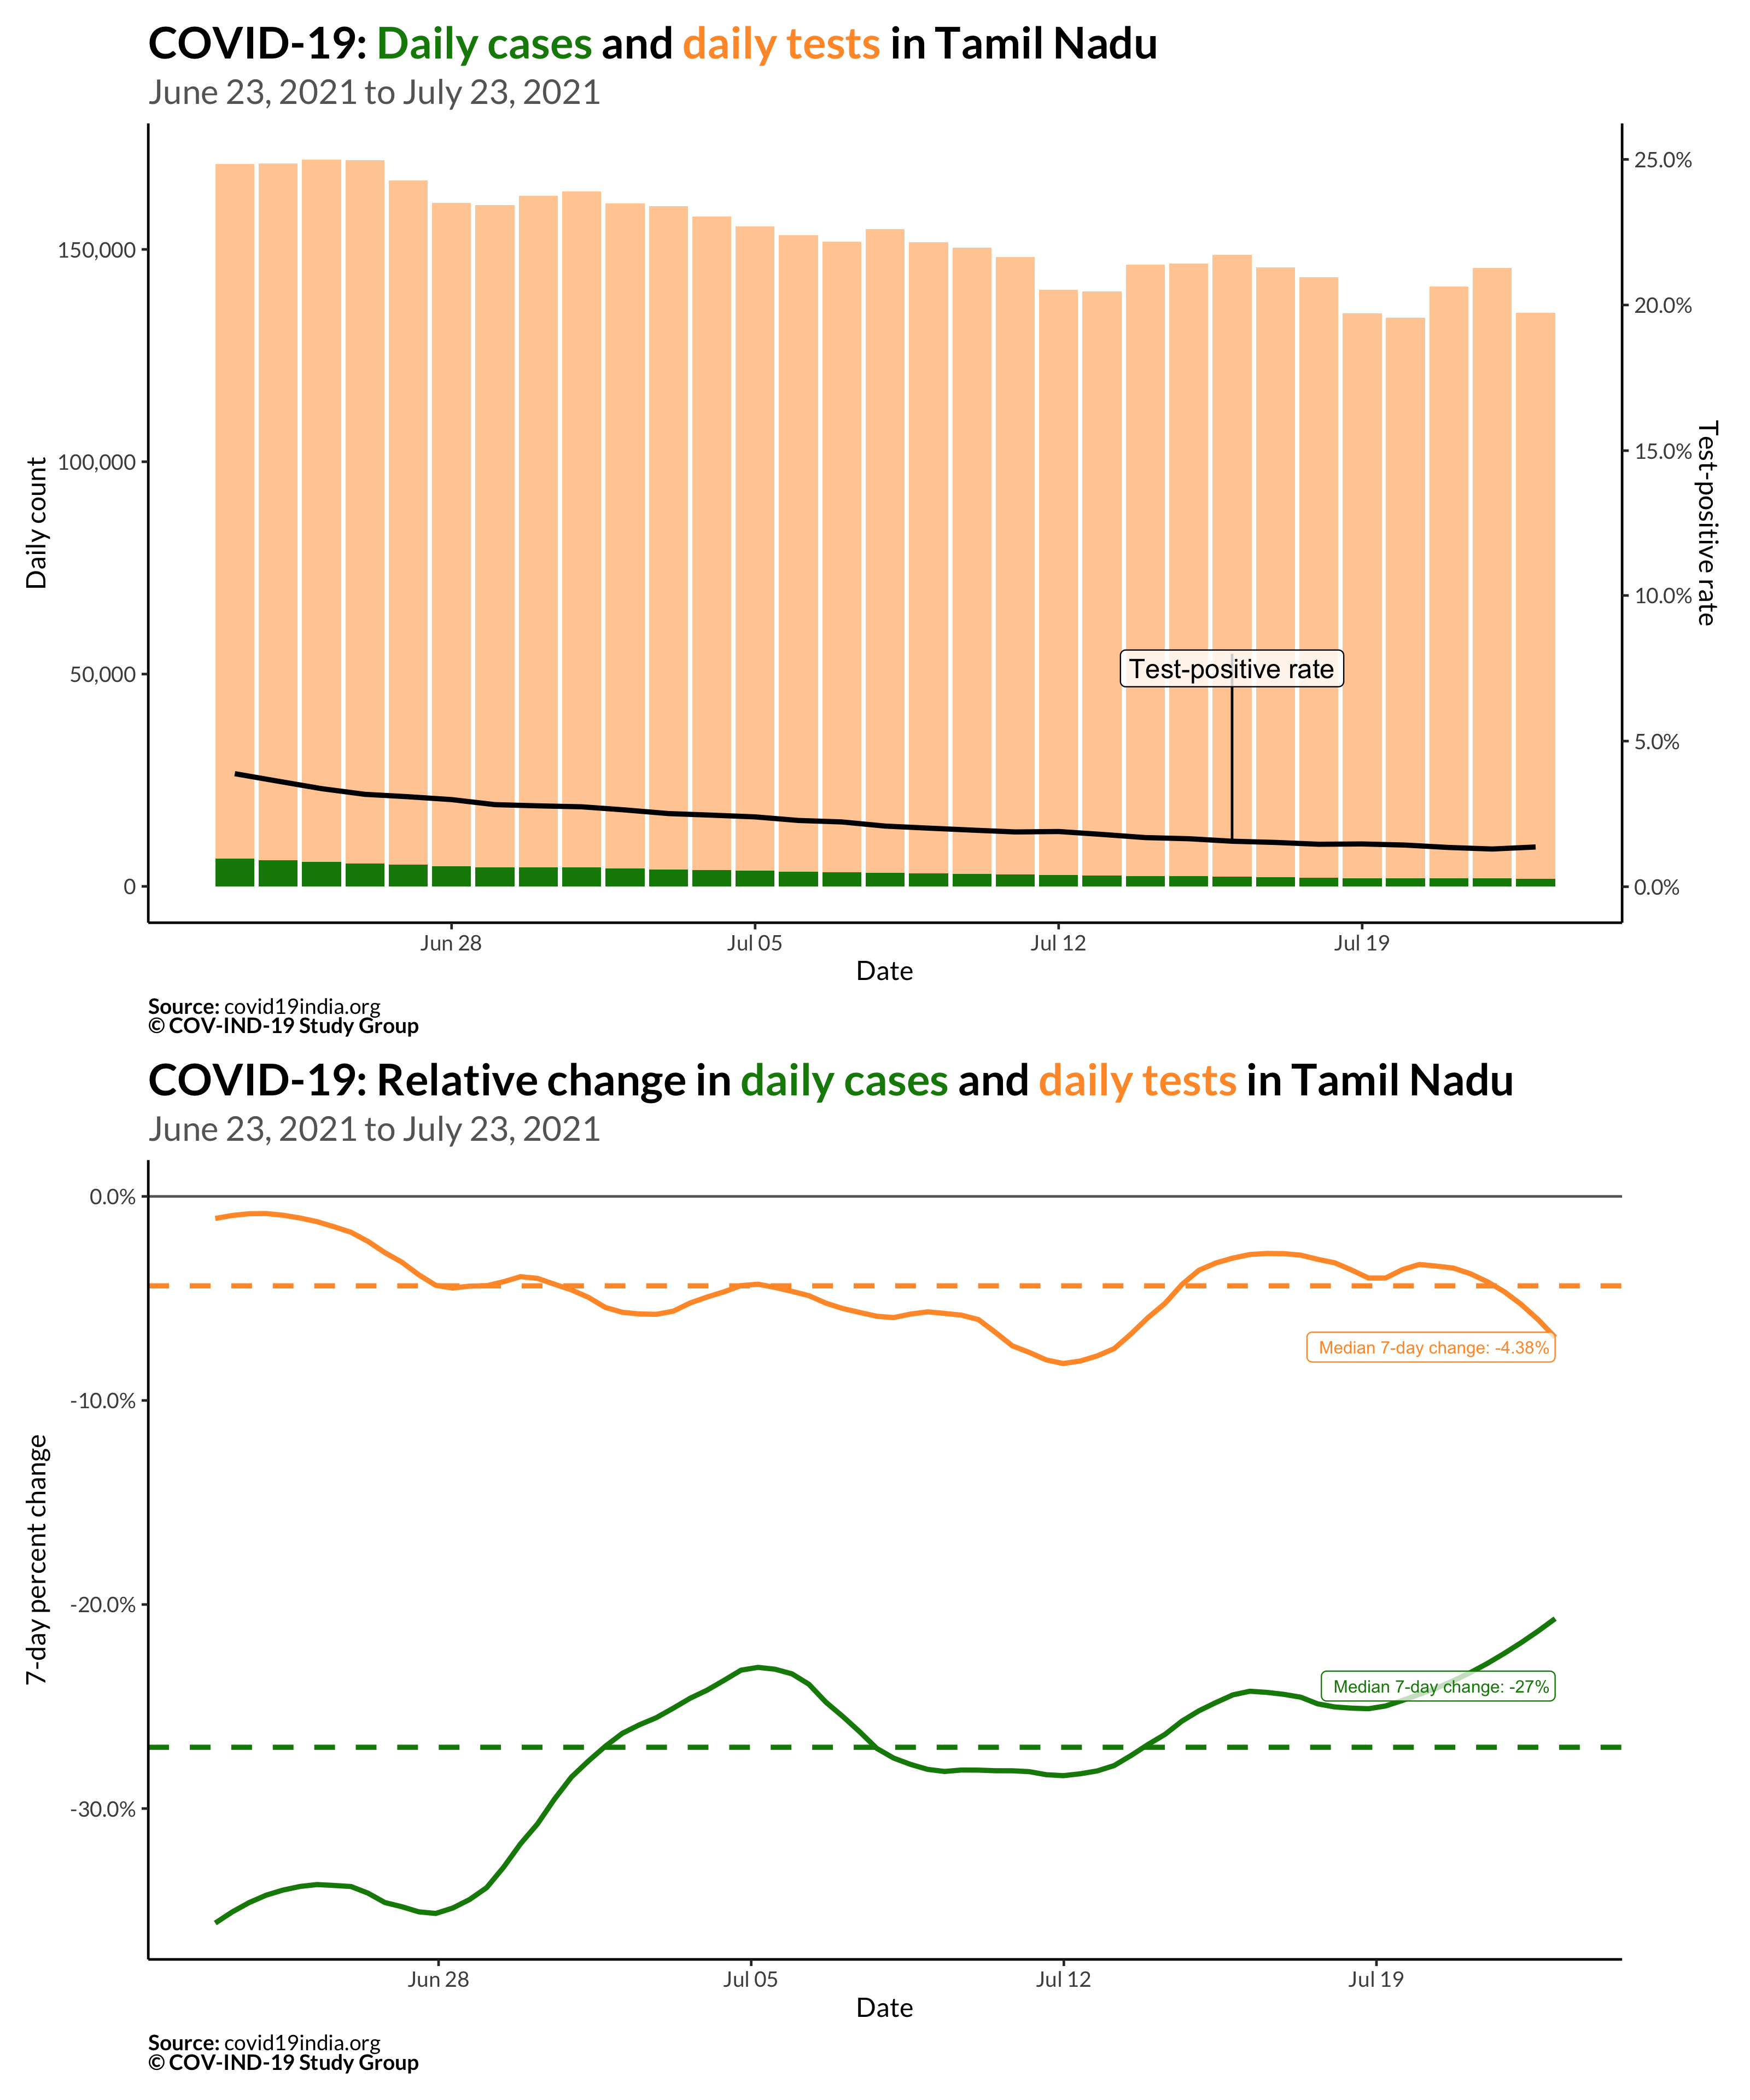 COVID-19: Daily cases and daily tests in Tamil Nadu
June 23, 2021 to July 23, 2021
Daily count
150,000
100,000
50,000
0
25.0%
20.0%
15.0%
10.0%
5.0%
0.0%
Test-positive rate
Test-positive rate
Jun 28
Jul 05
Jul 12
Jul 19
Date
Source: covid19india.org
© COV-IND-19 Study Group
COVID-19: Relative change in daily cases and daily tests in Tamil Nadu
June 23, 2021 to July 23, 2021
7-day percent change
0.0%
-10.0%
-20.0%
-30.0%
Median 7-day change: -4.38%
Median 7-day change: -27%
Jun 28
Jul 05
Jul 12
Jul 19
Date
Source: covid19india.org
© COV-IND-19 Study Group